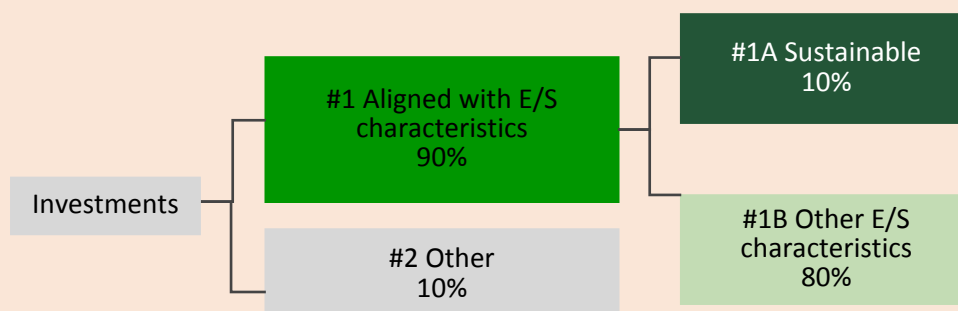 Investments
#1 Aligned with E/S
characteristics
90%
#2 Other
10%
#1A Sustainable
10%
#1B Other E/S
characteristics
80%